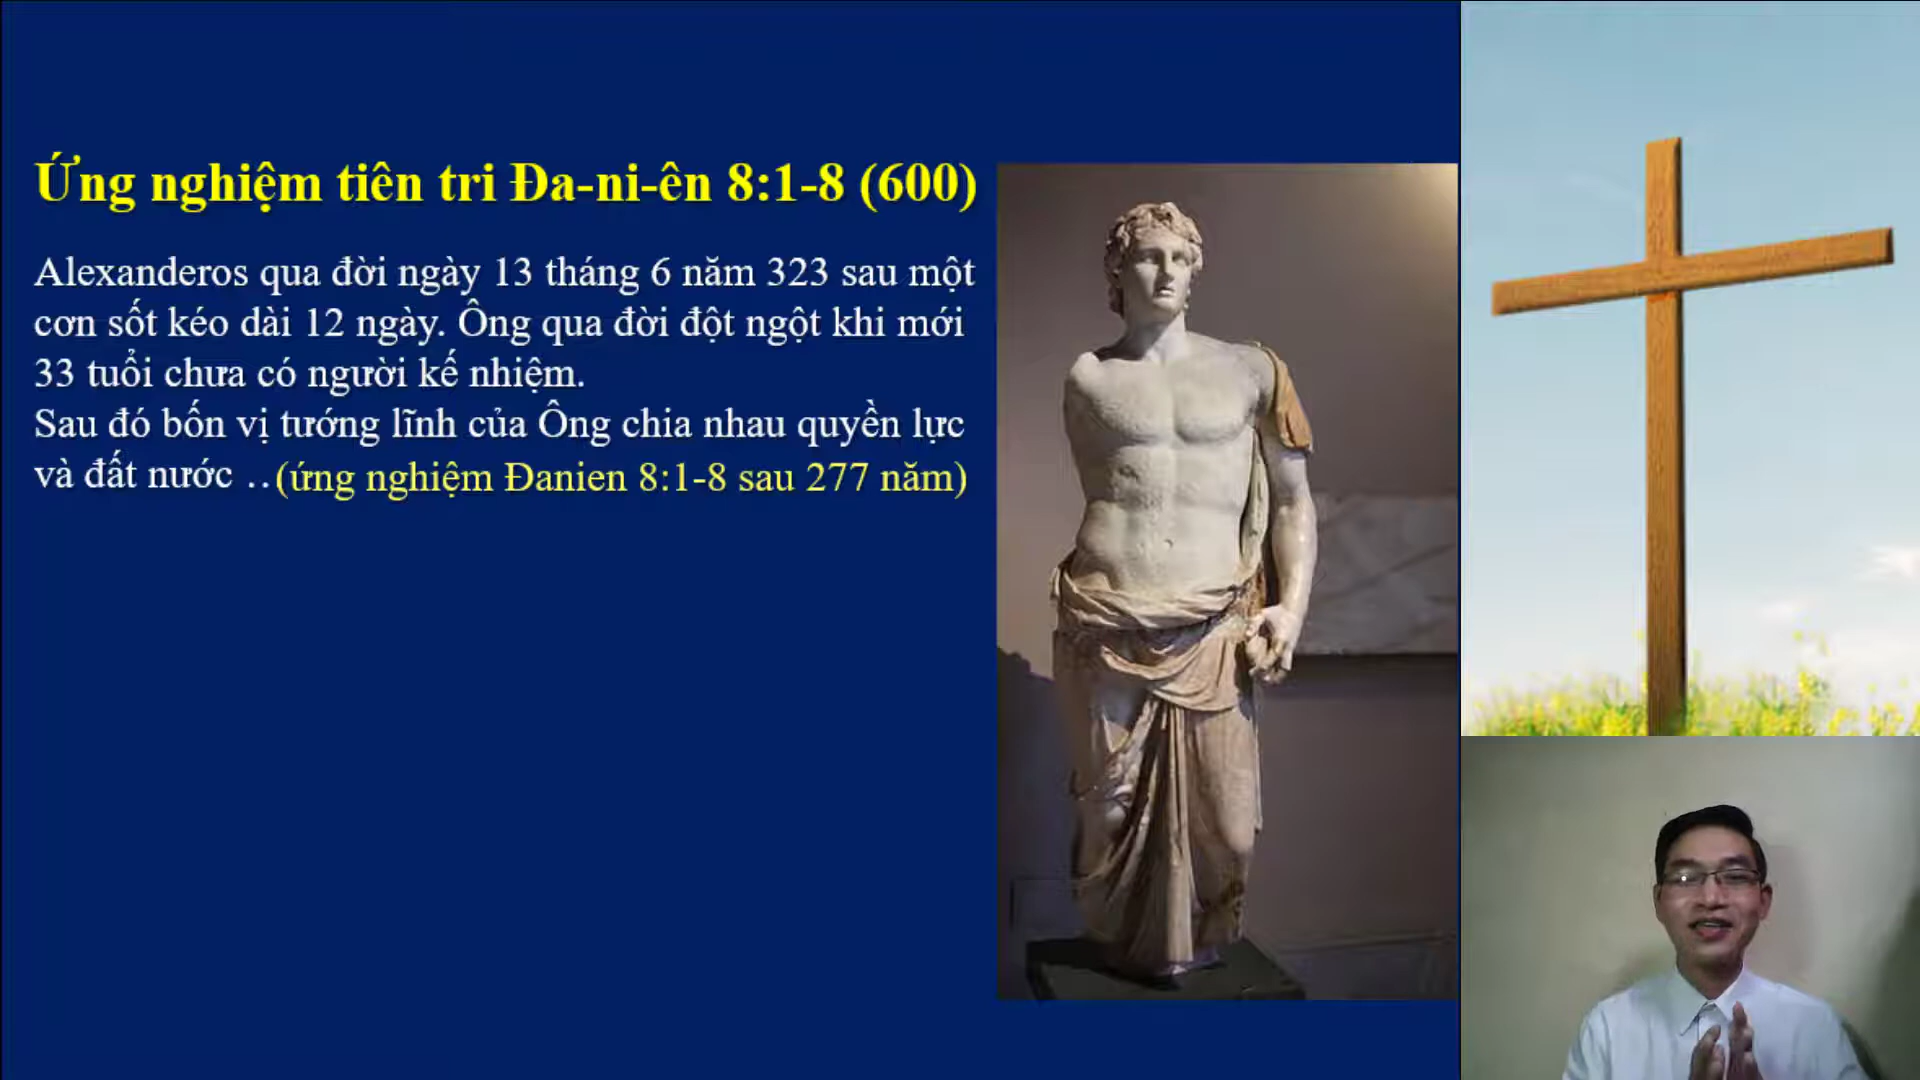 Ứng nghiệm tiên tri Đa-ni-ên 8:1-8 (600)
Alexanderos qua đời ngày 13 tháng 6 năm 323 sau một
cơn sốt kéo dài 12 ngày. Ông qua đời đột ngột khi mới
33 tuổi chưa có người kế nhiệm.
Sau đó bốn vị tướng lĩnh của Ông chia nhau quyền lực
và đất nước ..(ứng nghiệm Đanien 8:1-8 sau 277 năm)